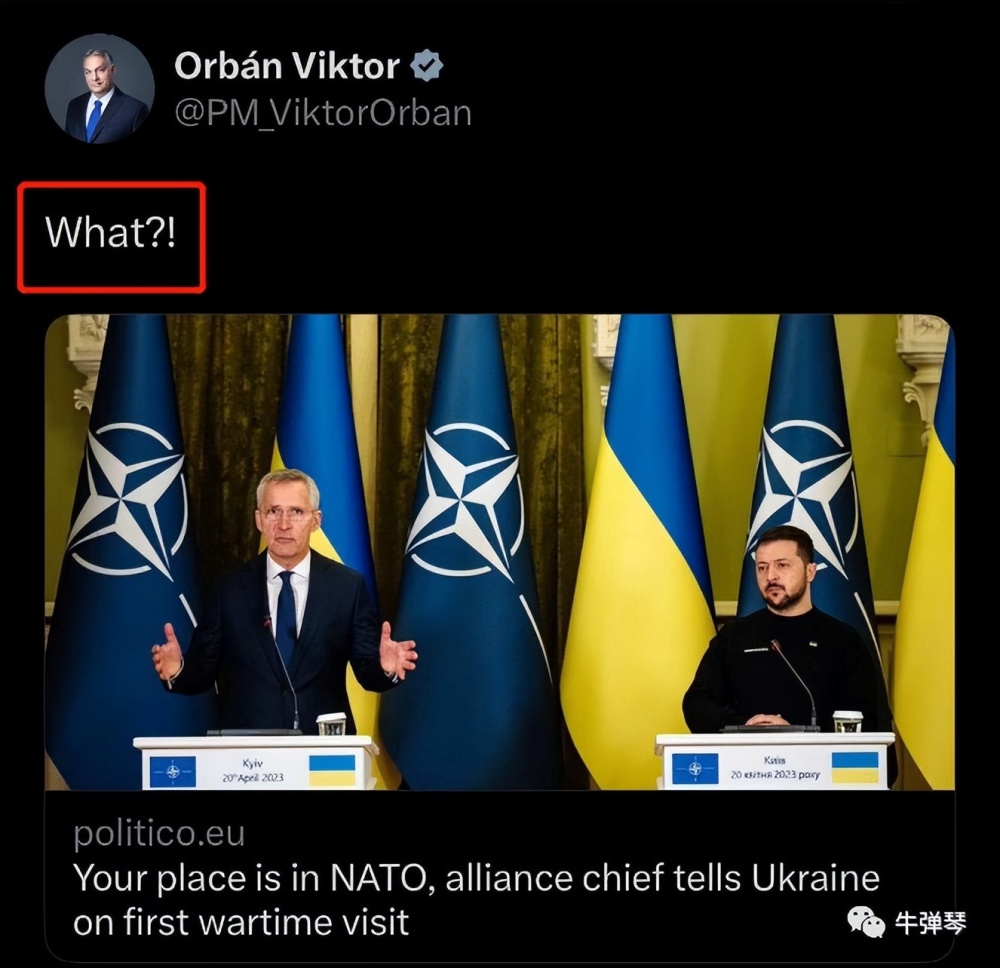 Orbán Viktor
@PM_ViktorOrban
What?!
Kyiv
20th April 2023
Київ
20 квітня 2023 року
politico.eu
Your place is in NATO, alliance chief tells Ukraine
on first wartime visit
牛弹琴